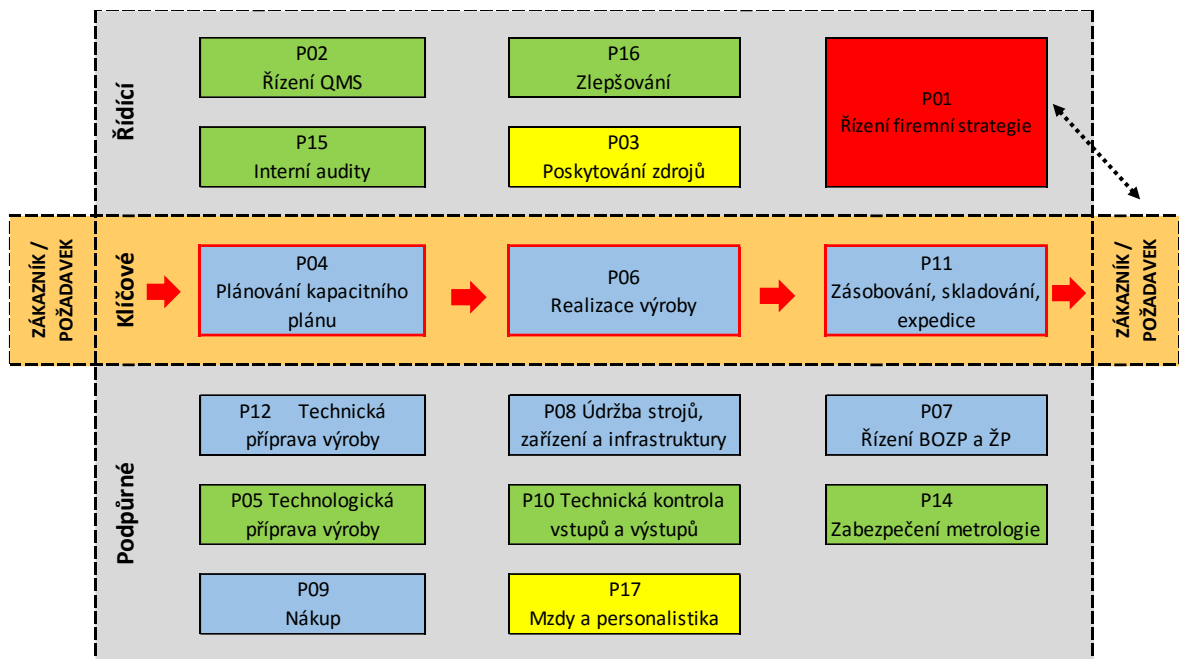 Řídící
P02
Řízení QMS
P16
Zlepšování
P01
Řízení firemní strategie
P15
Interní audity
P03
Poskytování zdrojů
ZÁKAZNÍK /
POŽADAVEK
Klíčové
P04
Plánování kapacitního
plánu
P06
Realizace výroby
P11
Zásobování, skladování,
expedice
ZÁKAZNÍK /
POŽADAVEK
Podpůrné
P12 Technická
příprava výroby
P08 Údržba strojů,
zařízení a infrastruktury
P07
Řízení BOZP a ŽP
P05 Technologická
příprava výroby
P10 Technická kontrola
vstupů a výstupů
P14
Zabezpečení metrologie
P09
Nákup
P17
Mzdy a personalistika